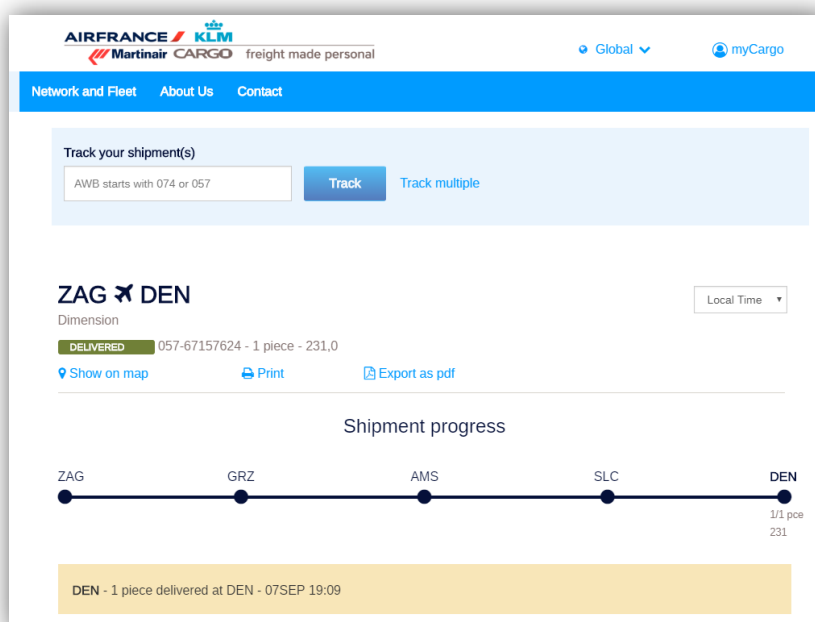 AIRFRANCE KLM
Martinair CARGO freight made personal
Global
myCargo
Network and Fleet About Us Contact
Track your shipment(s)
AWB starts with 074 or 057
Track
Track multiple
ZAG DEN
Local Time
Dimension
DELIVERED 057-67157624 - 1 piece - 231,0
Show on map Print Export as pdf
Shipment progress
ZAG GRZ AMS SLC DEN
1/1 pce
231
DEN - 1 piece delivered at DEN - 07SEP 19:09